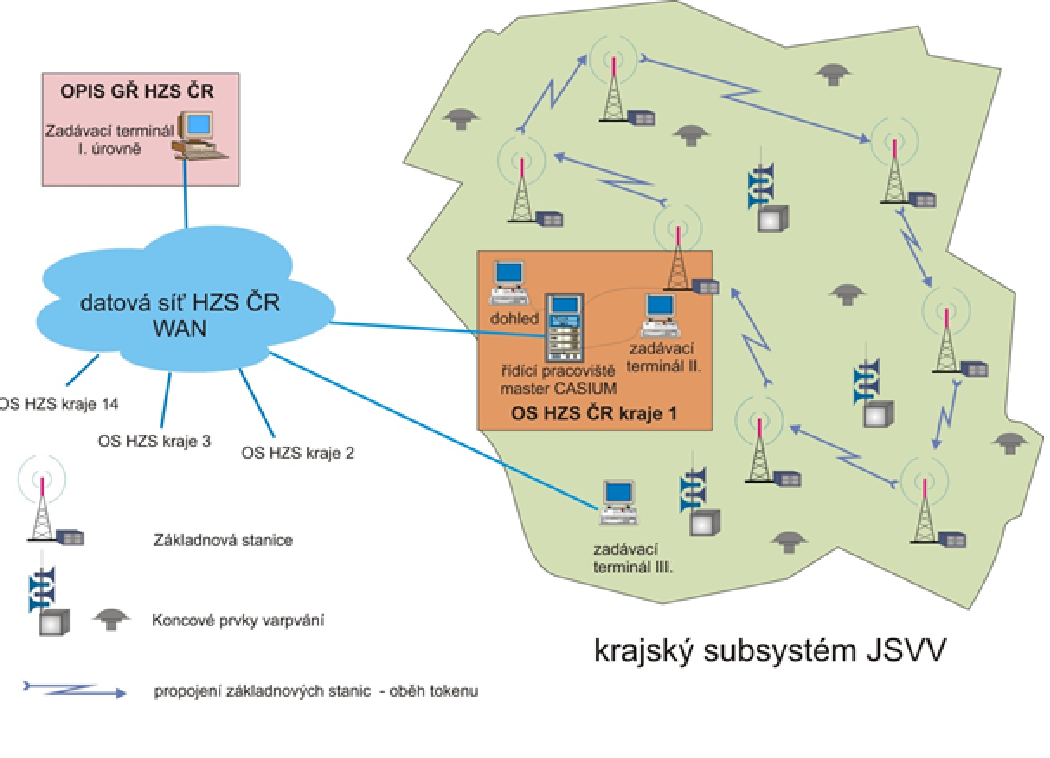 OPIS GŘ HZS ČR
Zadávací terminál
I. úrovně
datová síť HZS ČR
WAN
dohled
zadávací
terminál II.
řídící pracoviště
master CASIUM
OS HZS ČR kraje 1
OS HZS kraje 14
OS HZS kraje 3
OS HZS kraje 2
Základnová stanice
zadávací
terminál III.
Koncové prvky varpvání
krajský subsystém JSVV
propojení základnových stanic - oběh tokenu